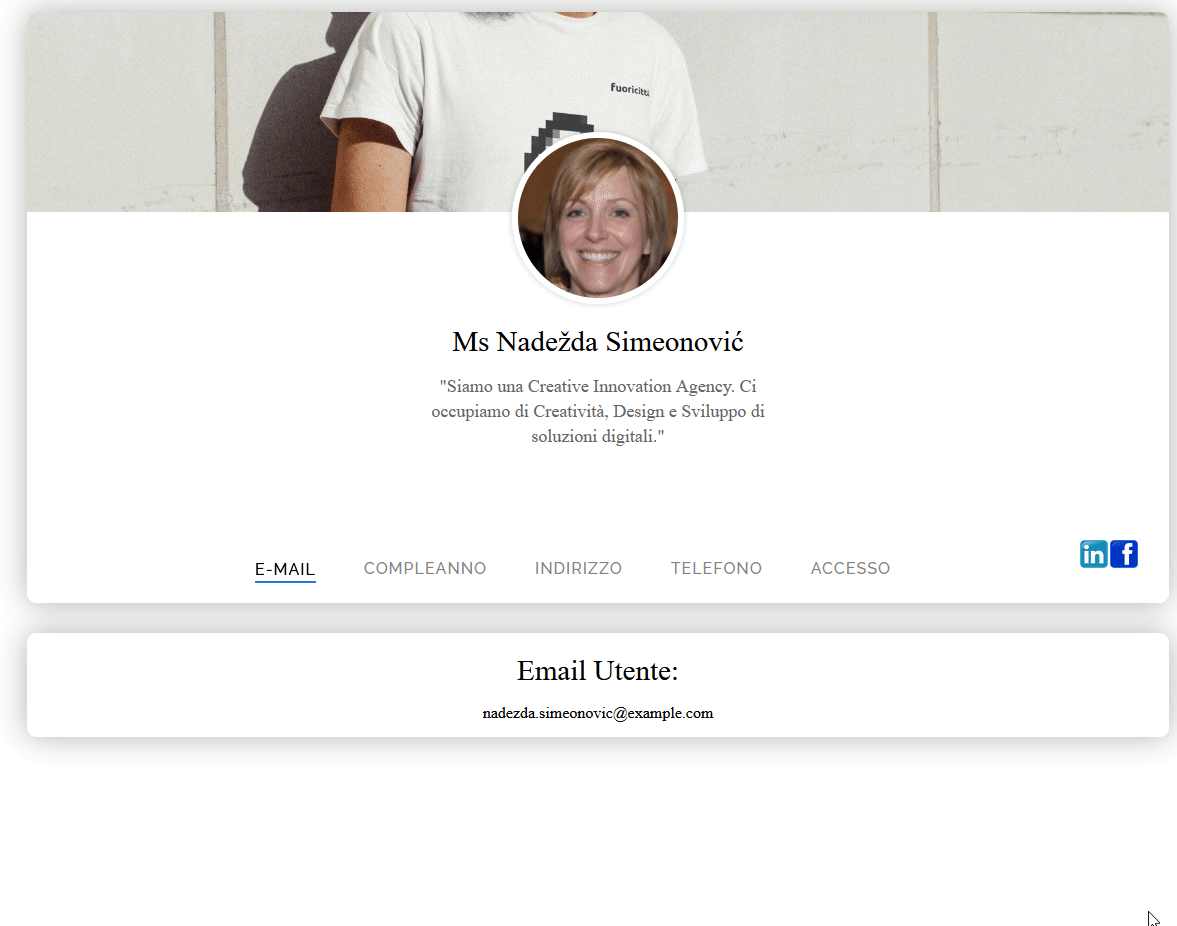 fuoricittà
Ms Nadežda Simeonović
"Siamo una Creative Innovation Agency. Ci
occupiamo di Creatività, Design e Sviluppo di
soluzioni digitali."
in f
E-MAIL COMPLEANNO INDIRIZZO TELEFONO ACCESSO
Email Utente:
nadezda.simeonovic@example.com